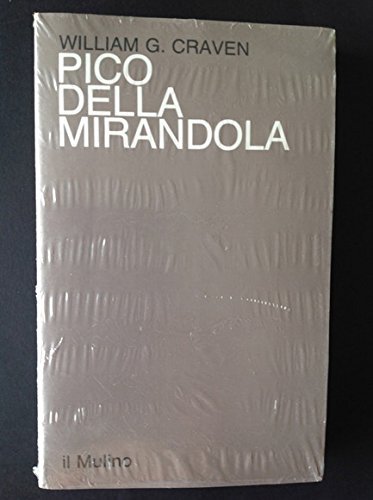 WILLIAM G. CRAVEN
PICO
DELLA
MIRANDOLA
il Mulino